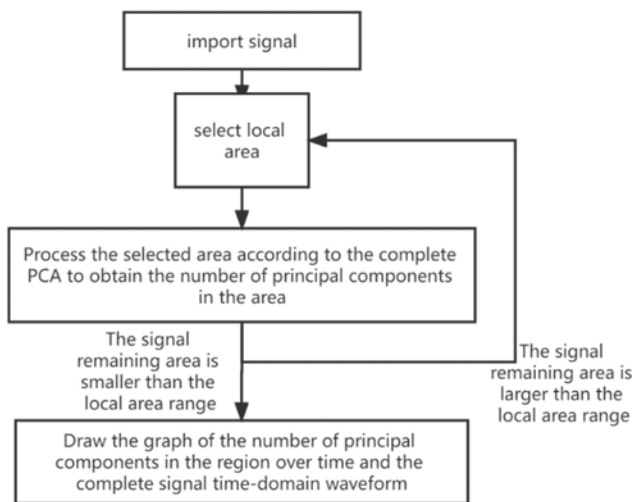 import signal
select local
area
Process the selected area according to the complete
PCA to obtain the number of principal components
in the area
The signal
remaining area is
smaller than the
local area range
The signal
remaining area is
larger than the
local area range
Draw the graph of the number of principal
components in the region over time and the
complete signal time-domain waveform